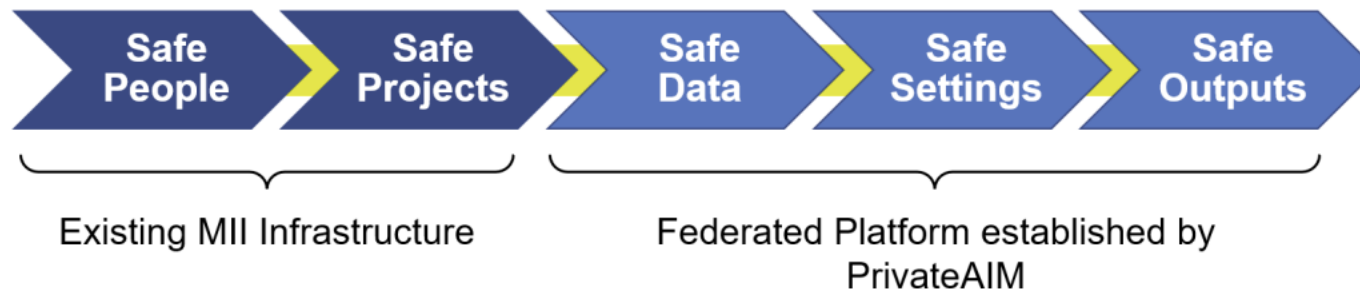 Safe
People
Safe
Projects
Safe
Data
Safe
Settings
Safe
Outputs
Existing MII Infrastructure
Federated Platform established by
PrivateAIM